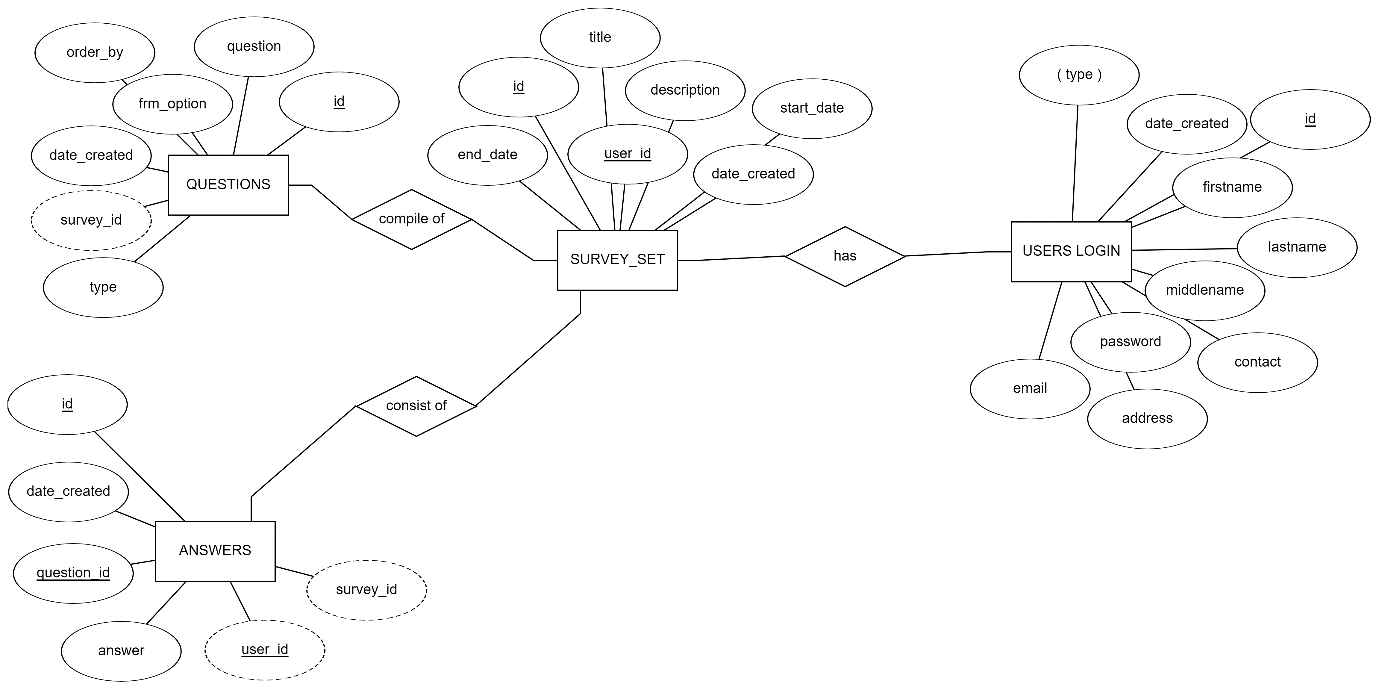 order_by
question
frm_option
id
date_created
QUESTIONS
survey_id
type
compile of
title
id
description
start_date
end_date
user_id
date_created
SURVEY_SET
has
( type )
date_created
id
firstname
USERS LOGIN
lastname
middlename
password
contact
email
address
consist of
id
date_created
ANSWERS
question_id
survey_id
answer
user_id